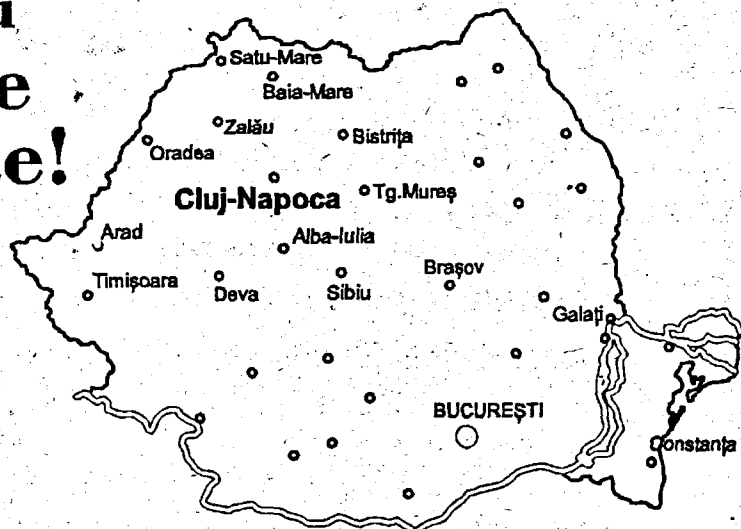 Satu-Mare
Baia-Mare
Zalău
Oradea
Bistrița
Cluj-Napoca
Tg.Mureș
Arad
Alba-Iulia
Timișoara
Deva
Sibiu
Brașov
Galați
BUCUREȘTI
Constanța